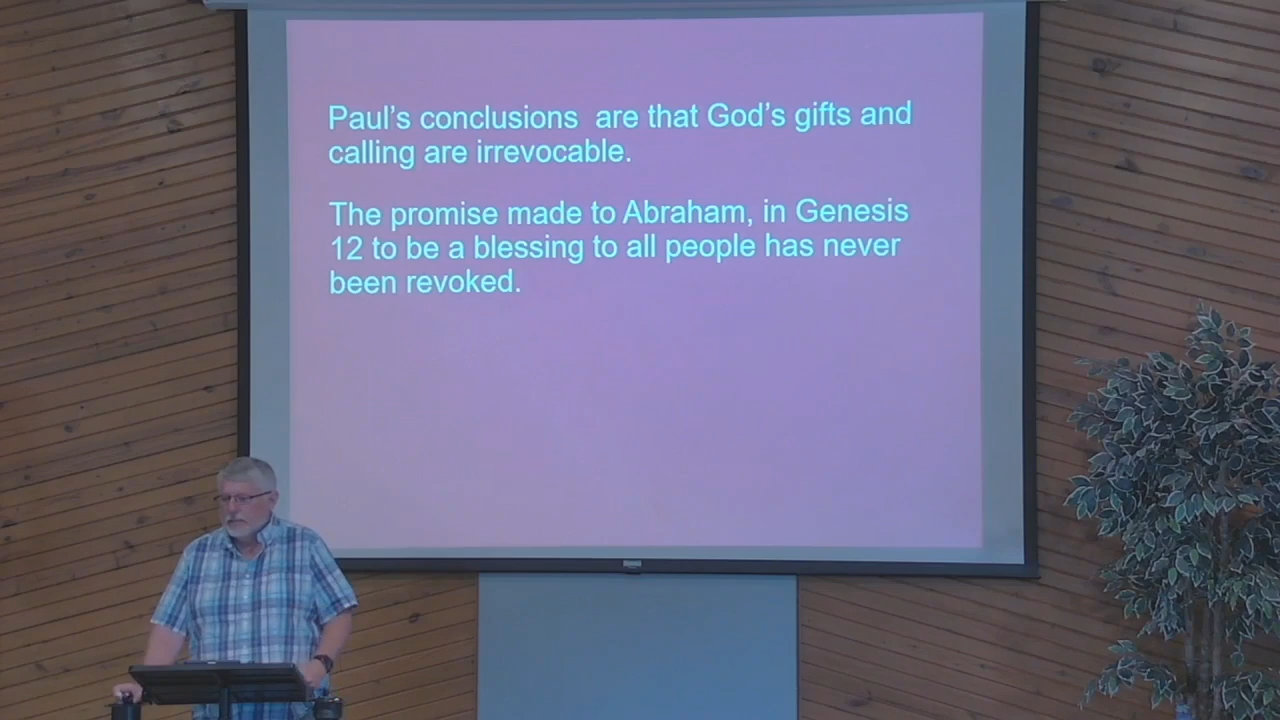 Paul's conclusions  are that God's gifts and
calling are irrevocable.
The promise made to Abraham, in Genesis
12 to be a blessing to all people has never
been revoked.